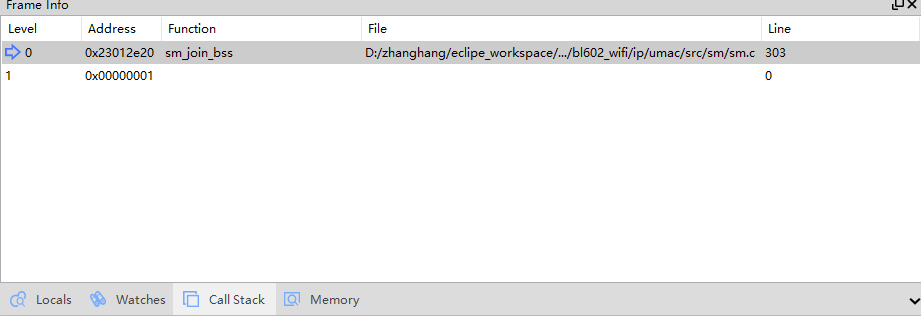 Frame Info
Level Address Function File Line
0 0x23012e20 sm_join_bss D:/zhanghang/eclipe_workspace/.../bl602_wifi/ip/umac/src/sm/sm.c 303
1 0x00000001 0
Locals Watches Call Stack Memory